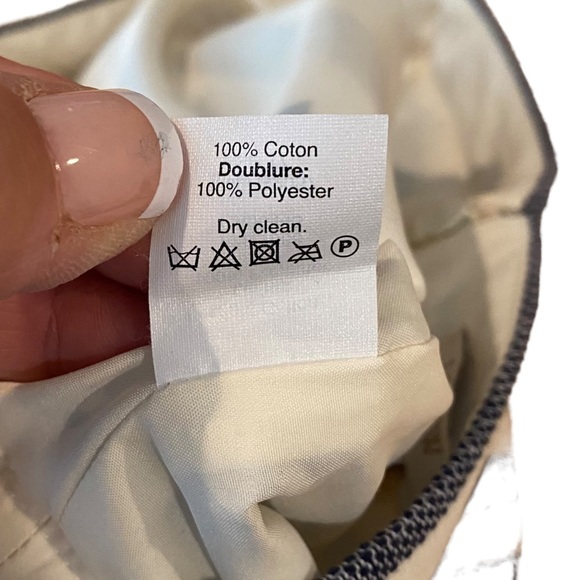 100% Coton
Doublure:
100% Polyester
Dry clean.
P